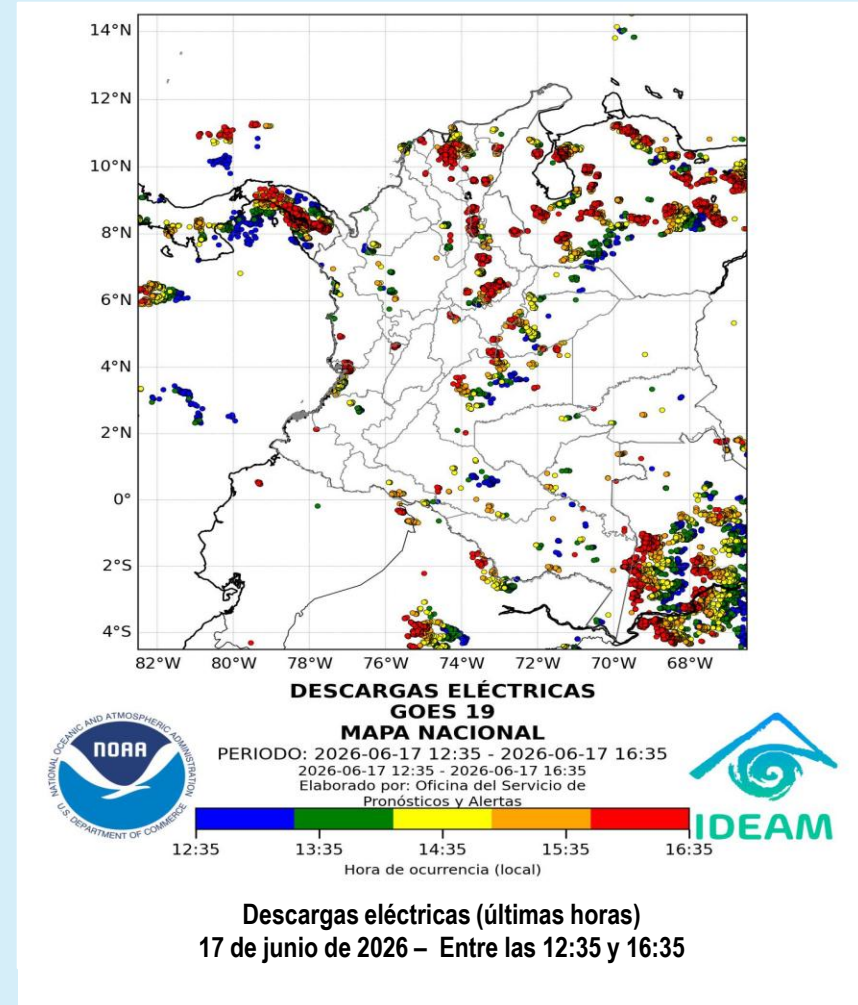 14°N
12°N
10°N
8°N
6°N
4°N
2°N
0°
2°S
4°S
82°W 80°W 78°W 76°W 74°W 72°W 70°W 68°W
DESCARGAS ELÉCTRICAS
GOES 19
MAPA NACIONAL
PERIODO: 2026-06-17 12:35 - 2026-06-17 16:35
2026-06-17 12:35 - 2026-06-17 16:35
Elaborado por: Oficina del Servicio de
Pronósticos y Alertas
NATIONAL OCEANIC AND ATMOSPHERIC ADMINISTRATION
NOAA
U.S. DEPARTMENT OF COMMERCE
IDEAM
12:35 13:35 14:35 15:35 16:35
Hora de ocurrencia (local)
Descargas eléctricas (últimas horas)
17 de junio de 2026 – Entre las 12:35 y 16:35